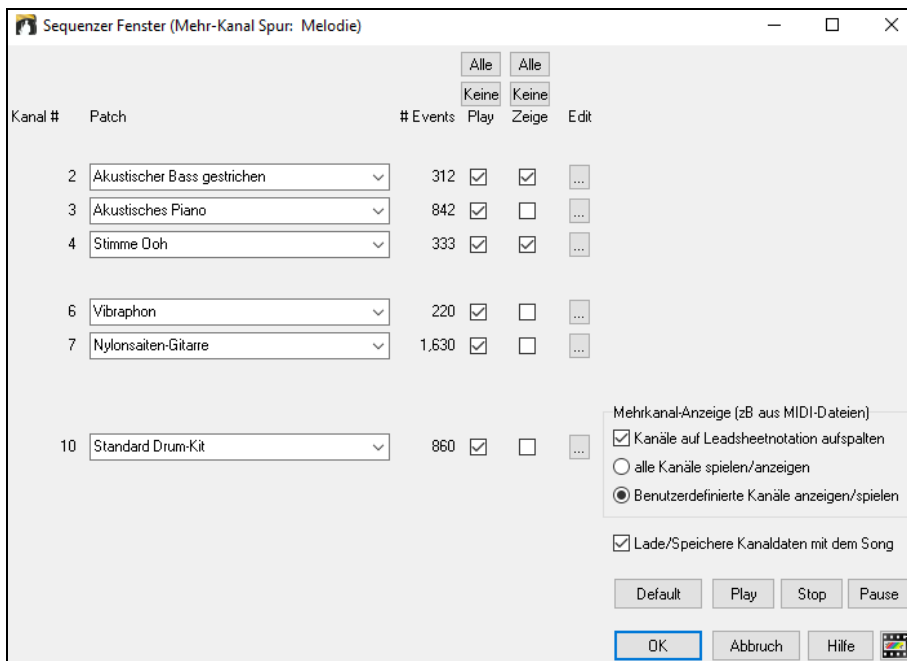 Sequenzer Fenster (Mehr-Kanal Spur:  Melodie)
Alle Alle
Keine Keine
Kanal # Patch # Events Play Zeige Edit
2 Akustischer Bass gestrichen 312 ...
3 Akustisches Piano 842 ...
4 Stimme Ooh 333 ...
6 Vibraphon 220 ...
7 Nylonsaiten-Gitarre 1,630 ...
Mehrkanal-Anzeige (zB aus MIDI-Dateien)
10 Standard Drum-Kit 860 ... Kanäle auf Leadsheetnotation aufspalten
alle Kanäle spielen/anzeigen
Benutzerdefinierte Kanäle anzeigen/spielen
Lade/Speichere Kanaldaten mit dem Song
Default Play Stop Pause
OK Abbruch Hilfe